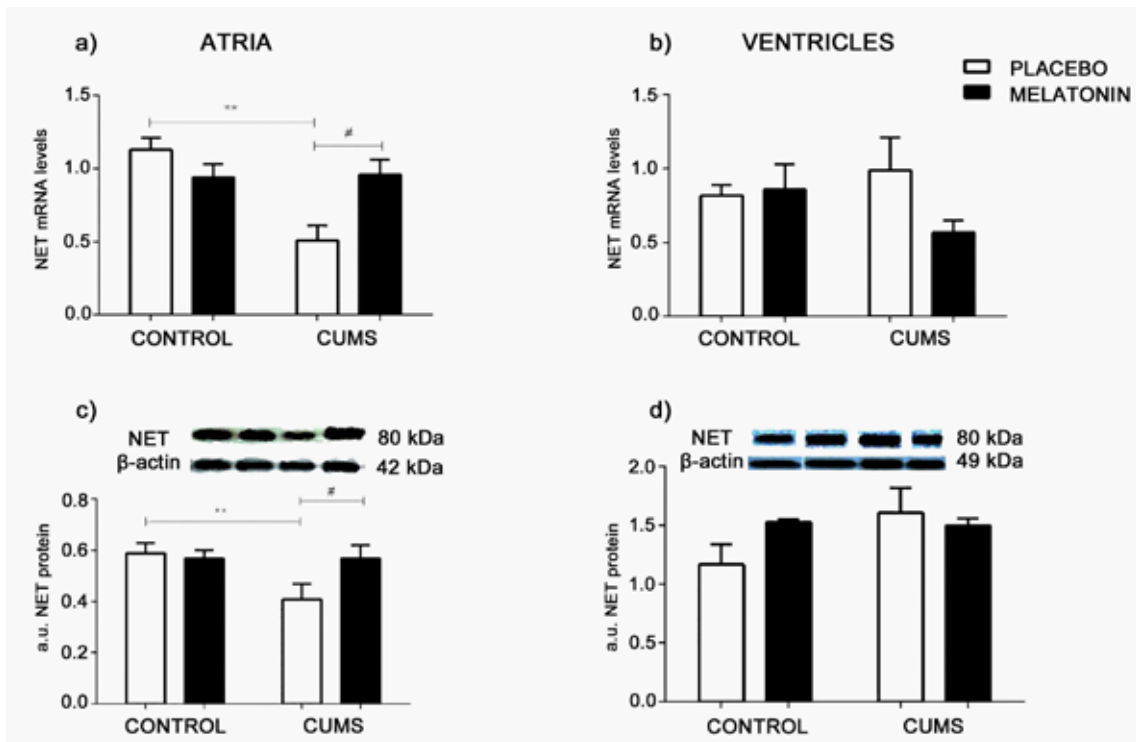 a) ATRIA
b) VENTRICLES
PLACEBO
MELATONIN
NET mRNA levels
1.5
1.0
0.5
0.0
**
#
CONTROL CUMS
NET mRNA levels
1.5
1.0
0.5
0.0
CONTROL CUMS
c)
NET 80 kDa
β-actin 42 kDa
a.u. NET protein
0.8
0.6
0.4
0.2
0.0
**
#
CONTROL CUMS
d)
NET 80 kDa
β-actin 49 kDa
a.u. NET protein
2.0
1.5
1.0
0.5
0.0
CONTROL CUMS